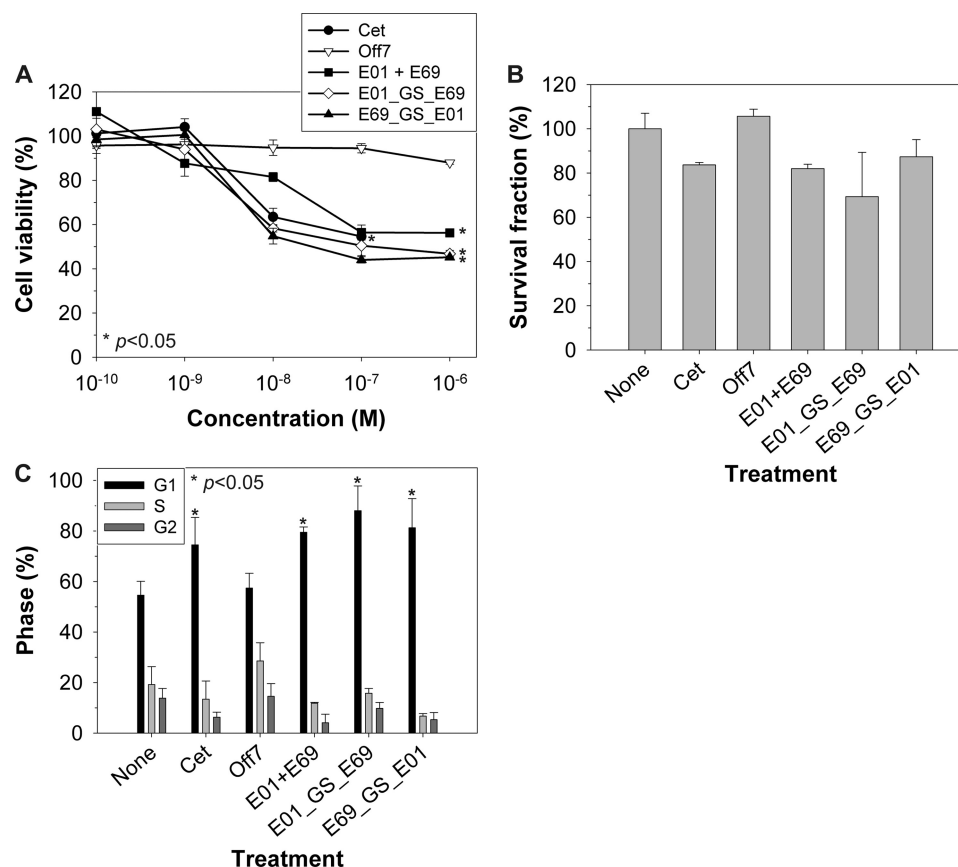 A
Cet
Off7
E01 + E69
E01_GS_E69
E69_GS_E01
Cell viability (%)
120
100
80
60
40
20
0
*
*
*
*
* p<0.05
10-10
10-9
10-8
10-7
10-6
Concentration (M)
B
Survival fraction (%)
120
100
80
60
40
20
0
None
Cet
Off7
E01+E69
E01_GS_E69
E69_GS_E01
Treatment
C
G1
S
G2
* p<0.05
Phase (%)
100
80
60
40
20
0
*
*
*
*
None
Cet
Off7
E01+E69
E01_GS_E69
E69_GS_E01
Treatment